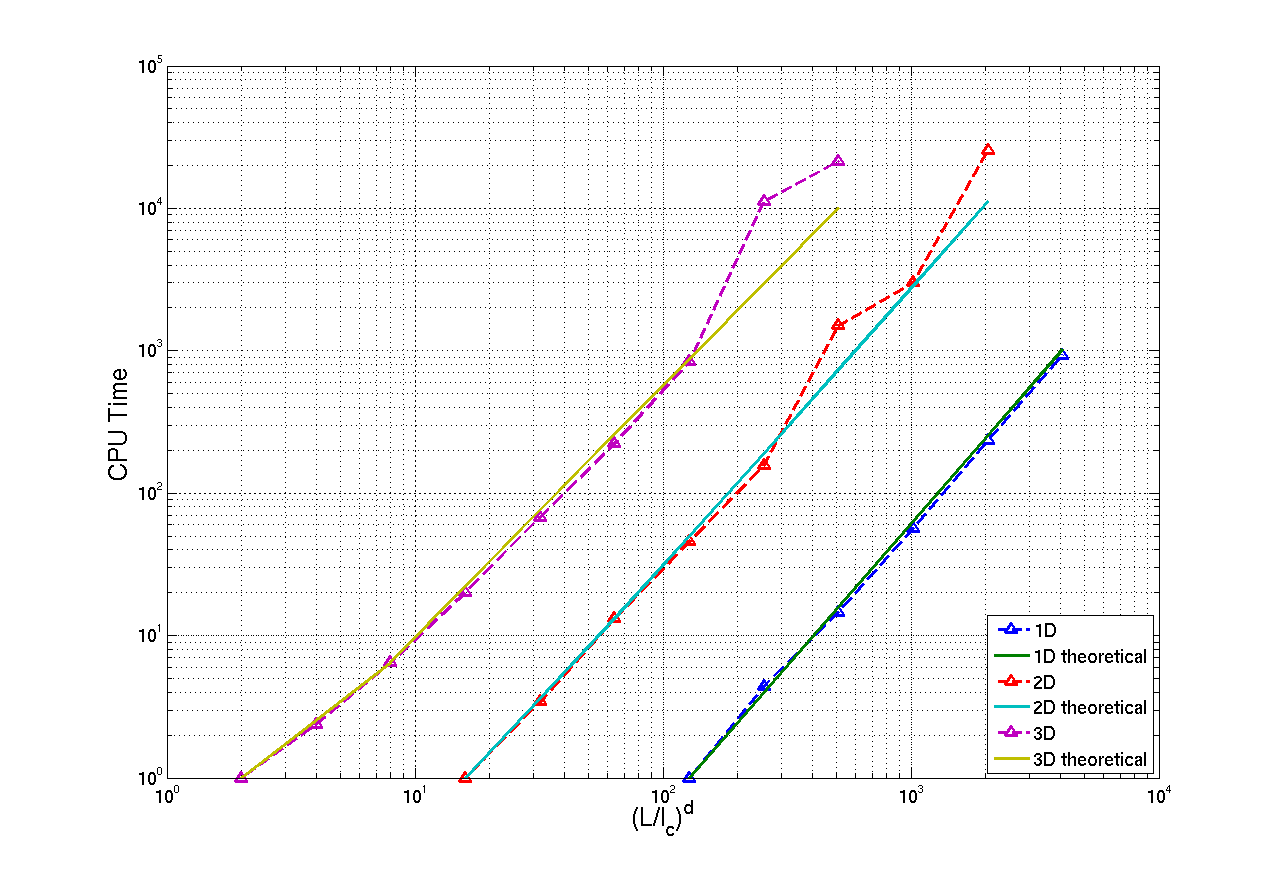 10^5
10^4
10^3
10^2
10^1
10^0
CPU Time
10^0 10^1 10^2 10^3 10^4
(L/l_c)^d
1D
1D theoretical
2D
2D theoretical
3D
3D theoretical